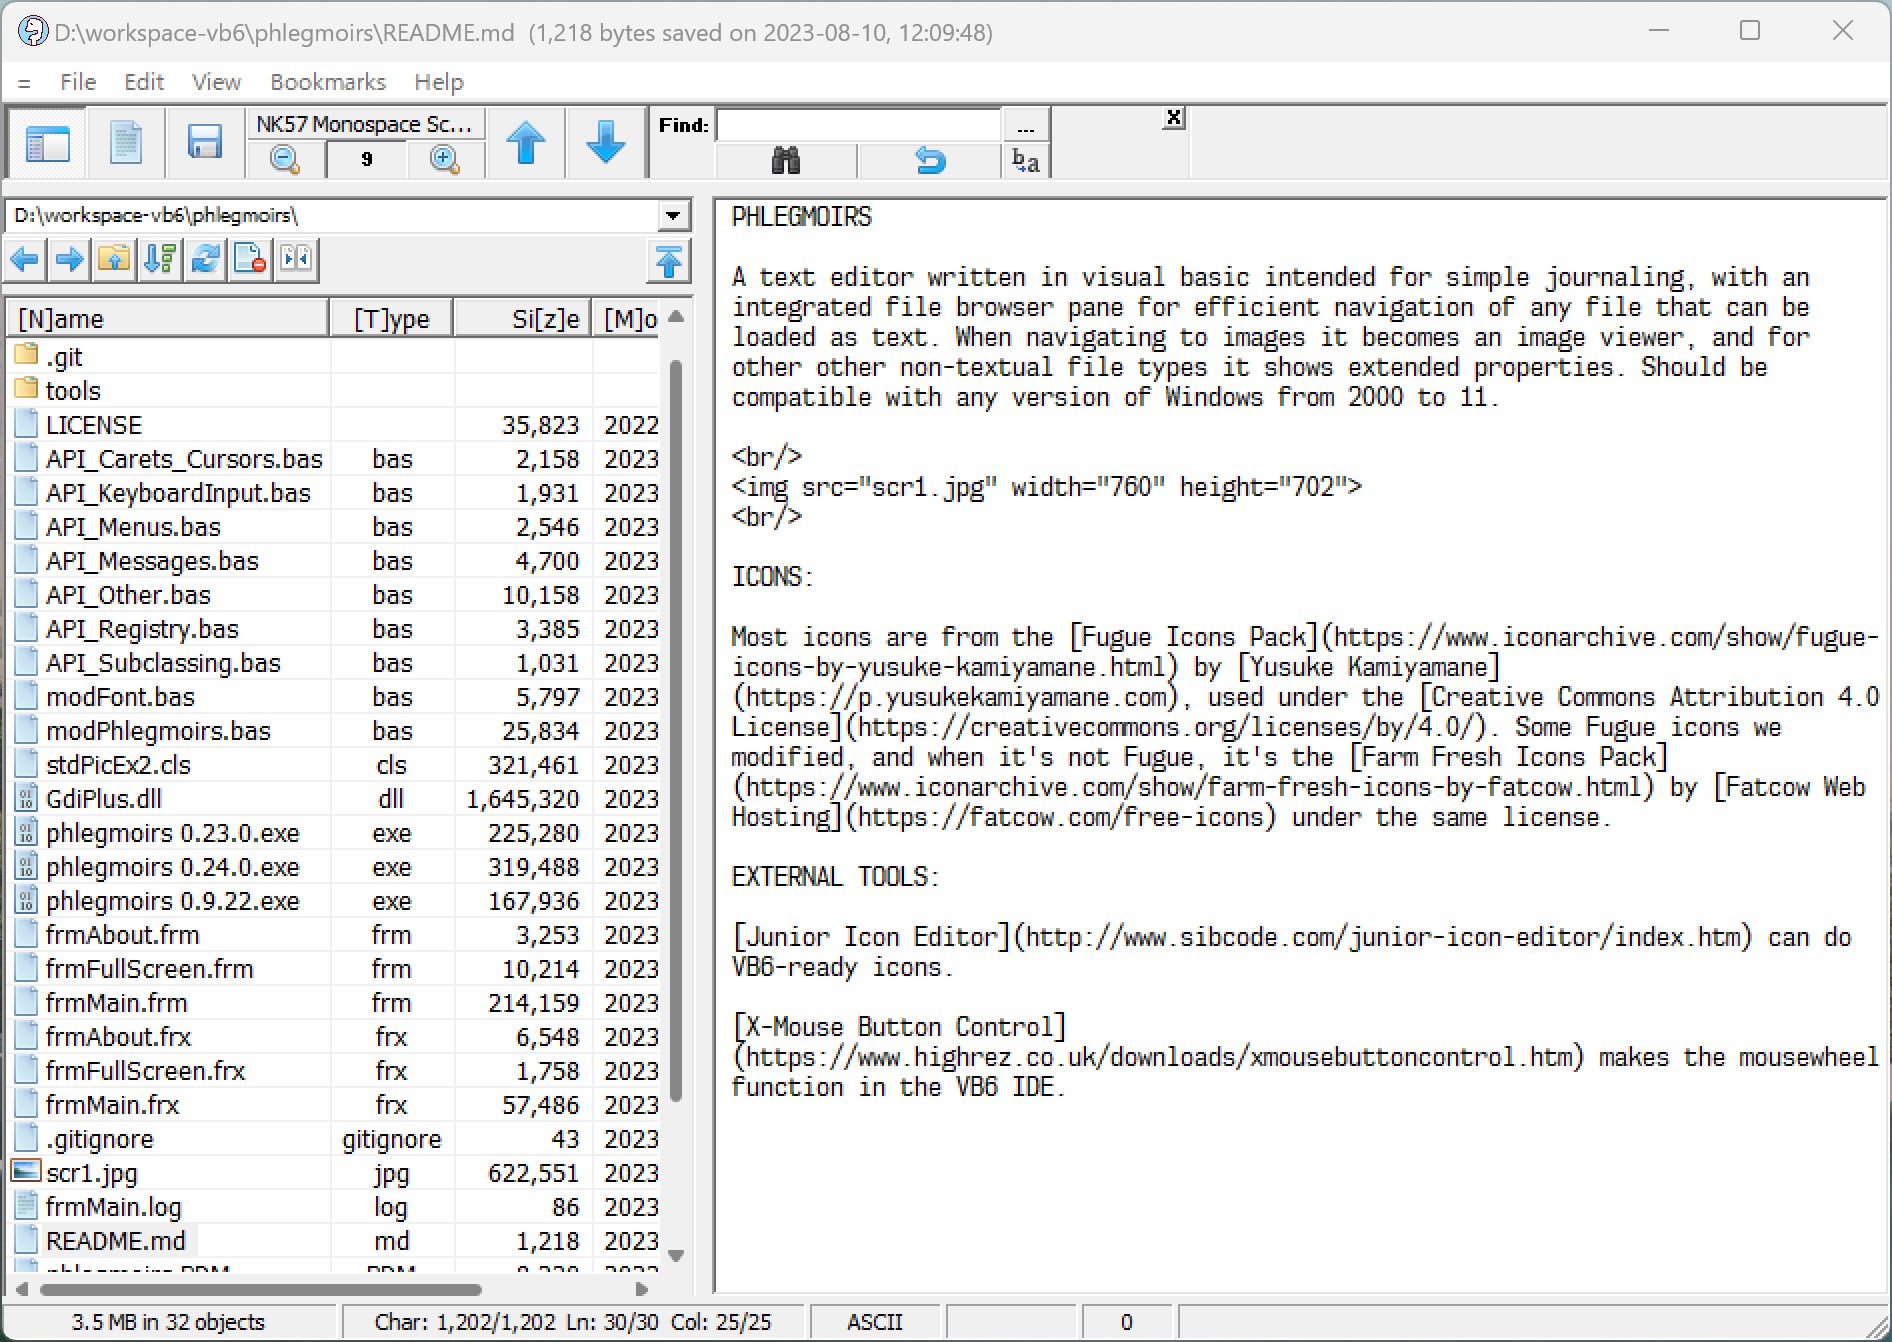 D:\workspace-vb6\phlegmoirs\README.md  (1,218 bytes saved on 2023-08-10, 12:09:48)
= File Edit View Bookmarks Help
NK57 Monospace Sc...
9
Find:
...
b a
X
D:\workspace-vb6\phlegmoirs\
[N]ame [T]ype Si[z]e [M]o
.git
tools
LICENSE 35,823 2022
API_Carets_Cursors.bas bas 2,158 2023
API_KeyboardInput.bas bas 1,931 2023
API_Menus.bas bas 2,546 2023
API_Messages.bas bas 4,700 2023
API_Other.bas bas 10,158 2023
API_Registry.bas bas 3,385 2023
API_Subclassing.bas bas 1,031 2023
modFont.bas bas 5,797 2023
modPhlegmoirs.bas bas 25,834 2023
stdPicEx2.cls cls 321,461 2023
GdiPlus.dll dll 1,645,320 2023
phlegmoirs 0.23.0.exe exe 225,280 2023
phlegmoirs 0.24.0.exe exe 319,488 2023
phlegmoirs 0.9.22.exe exe 167,936 2023
frmAbout.frm frm 3,253 2023
frmFullScreen.frm frm 10,214 2023
frmMain.frm frm 214,159 2023
frmAbout.frx frx 6,548 2023
frmFullScreen.frx frx 1,758 2023
frmMain.frx frx 57,486 2023
.gitignore gitignore 43 2023
scr1.jpg jpg 622,551 2023
frmMain.log log 86 2023
README.md md 1,218 2023
PHLEGMOIRS
A text editor written in visual basic intended for simple journaling, with an
integrated file browser pane for efficient navigation of any file that can be
loaded as text. When navigating to images it becomes an image viewer, and for
other other non-textual file types it shows extended properties. Should be
compatible with any version of Windows from 2000 to 11.
<br/>
<img src="scr1.jpg" width="760" height="702">
<br/>
ICONS:
Most icons are from the [Fugue Icons Pack](https://www.iconarchive.com/show/fugue-
icons-by-yusuke-kamiyamane.html) by [Yusuke Kamiyamane]
(https://p.yusukekamiyamane.com), used under the [Creative Commons Attribution 4.0
License](https://creativecommons.org/licenses/by/4.0/). Some Fugue icons we
modified, and when it's not Fugue, it's the [Farm Fresh Icons Pack]
(https://www.iconarchive.com/show/farm-fresh-icons-by-fatcow.html) by [Fatcow Web
Hosting](https://fatcow.com/free-icons) under the same license.
EXTERNAL TOOLS:
[Junior Icon Editor](http://www.sibcode.com/junior-icon-editor/index.htm) can do
VB6-ready icons.
[X-Mouse Button Control]
(https://www.highrez.co.uk/downloads/xmousebuttoncontrol.htm) makes the mousewheel
function in the VB6 IDE.
3.5 MB in 32 objects
Char: 1,202/1,202  Ln: 30/30  Col: 25/25
ASCII
0